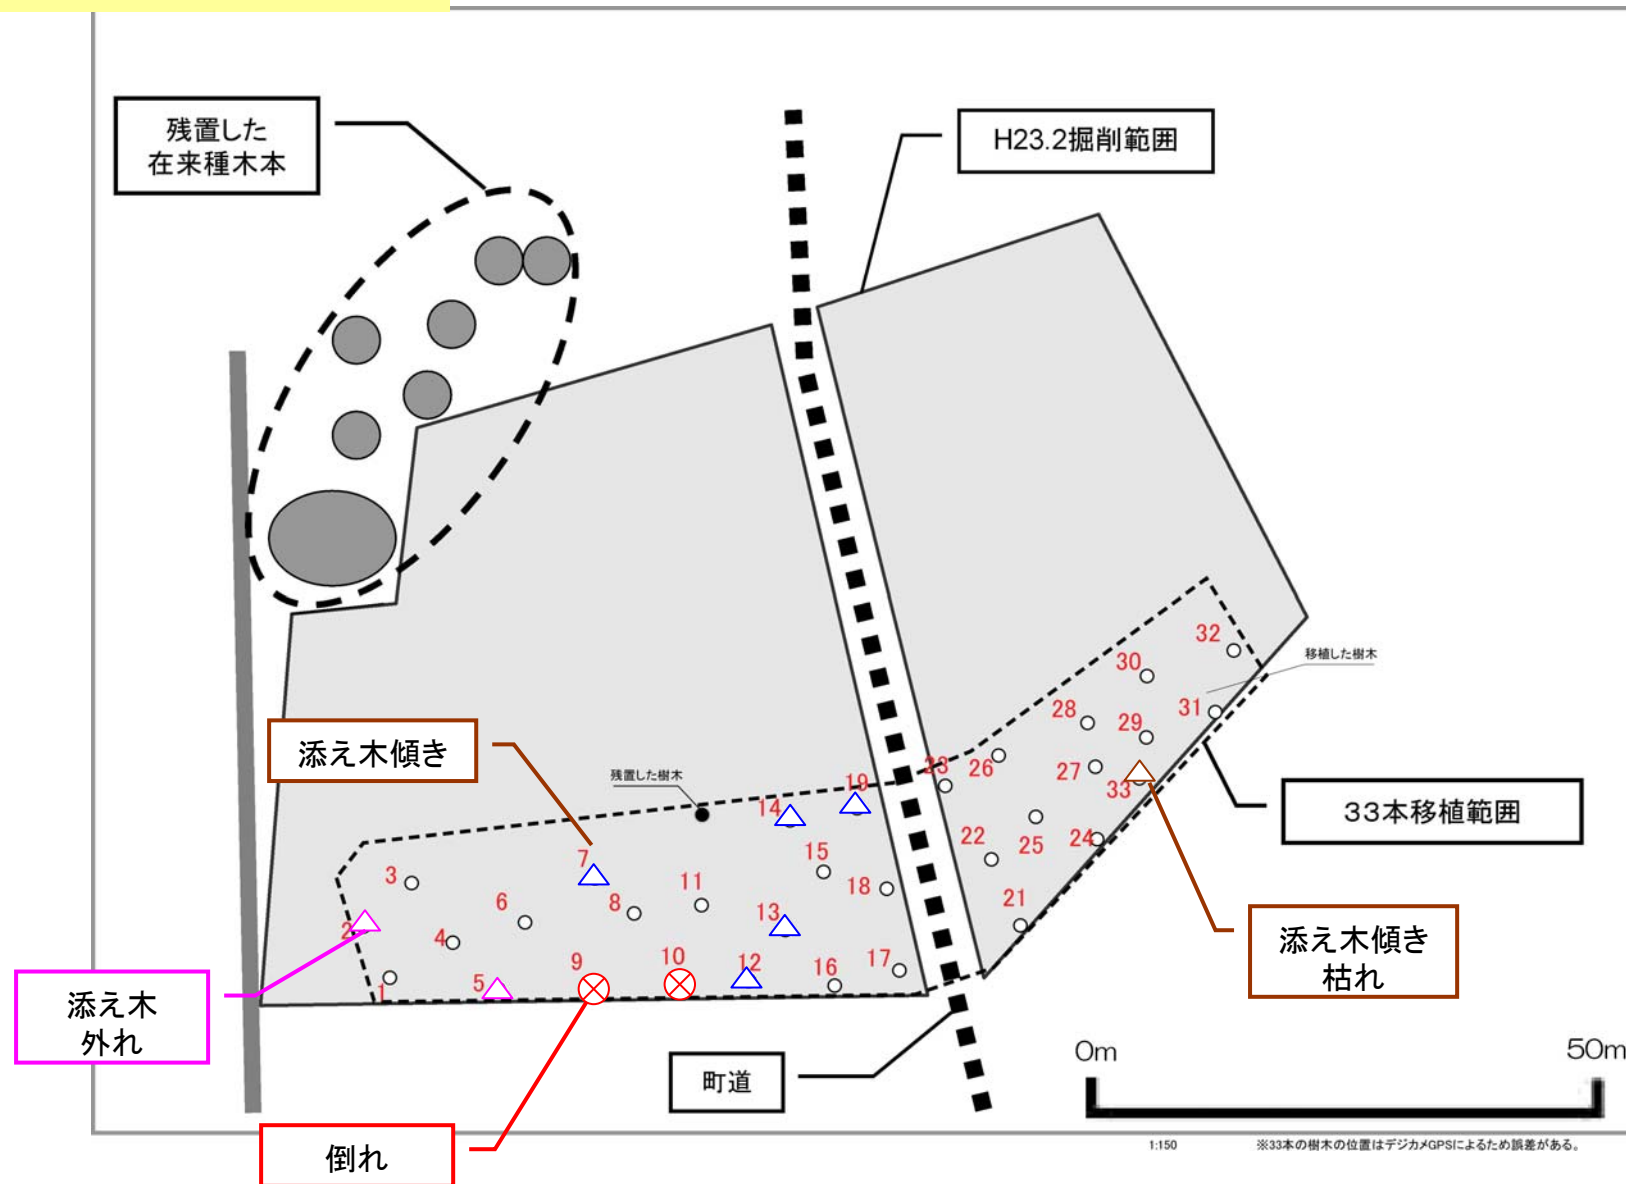 残置した
在来種木本
H23.2掘削範囲
32
移植した樹木
30
31
28
29
添え木傾き
残置した樹木
23
26
27
33
19
14
33本移植範囲
22
25
24
15
7
3
11
18
6
8
13
21
2
4
添え木傾き
枯れ
9
10
12
16
17
5
1
添え木
外れ
町道
0m
50m
倒れ
1:150
※33本の樹木の位置はデジカメGPSによるため誤差がある。